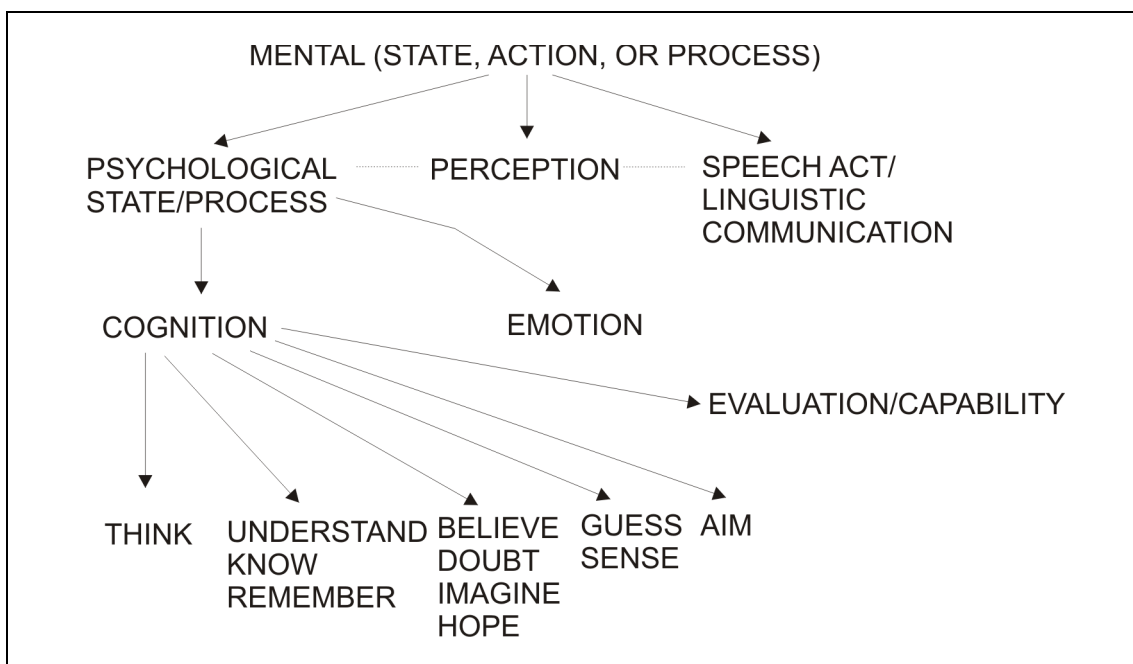 MENTAL (STATE, ACTION, OR PROCESS)
PSYCHOLOGICAL
STATE/PROCESS
PERCEPTION
SPEECH ACT/
LINGUISTIC
COMMUNICATION
COGNITION
EMOTION
EVALUATION/CAPABILITY
THINK
UNDERSTAND
KNOW
REMEMBER
BELIEVE
DOUBT
IMAGINE
HOPE
GUESS
SENSE
AIM